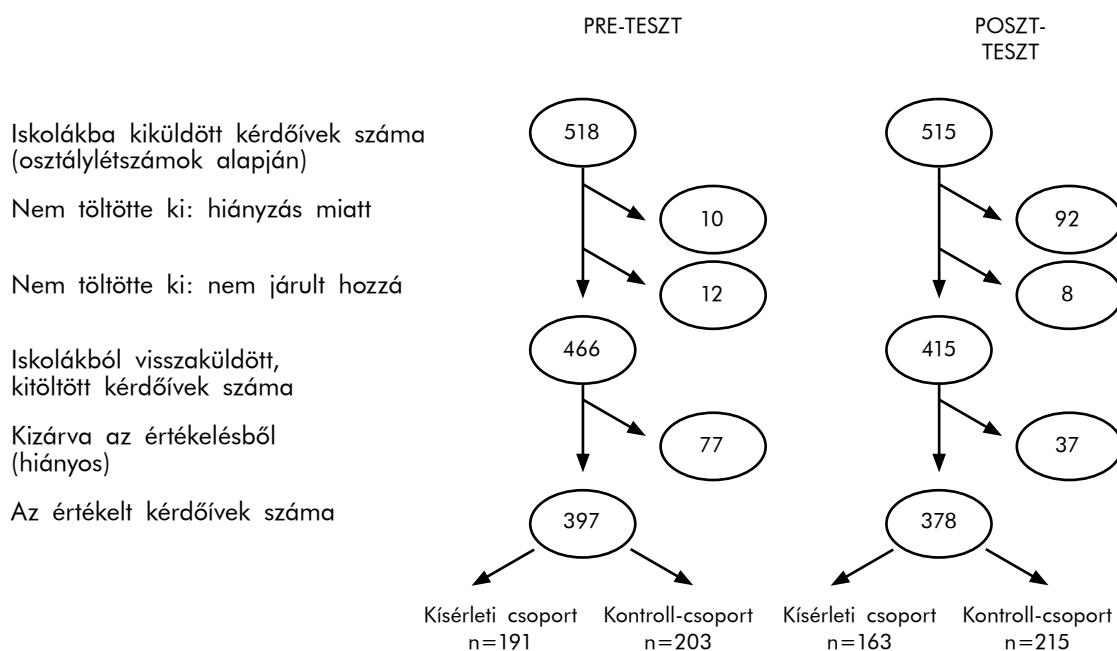 PRE-TESZT
POSZT-
TESZT
Iskolákba kiküldött kérdőívek száma
(osztálylétszámok alapján)
518
515
Nem töltötte ki: hiányzás miatt
10
92
Nem töltötte ki: nem járult hozzá
12
8
Iskolákból visszaküldött,
kitöltött kérdőívek száma
466
415
Kizárva az értékelésből
(hiányos)
77
37
Az értékelt kérdőívek száma
397
378
Kísérleti csoport
n=191
Kontroll-csoport
n=203
Kísérleti csoport
n=163
Kontroll-csoport
n=215